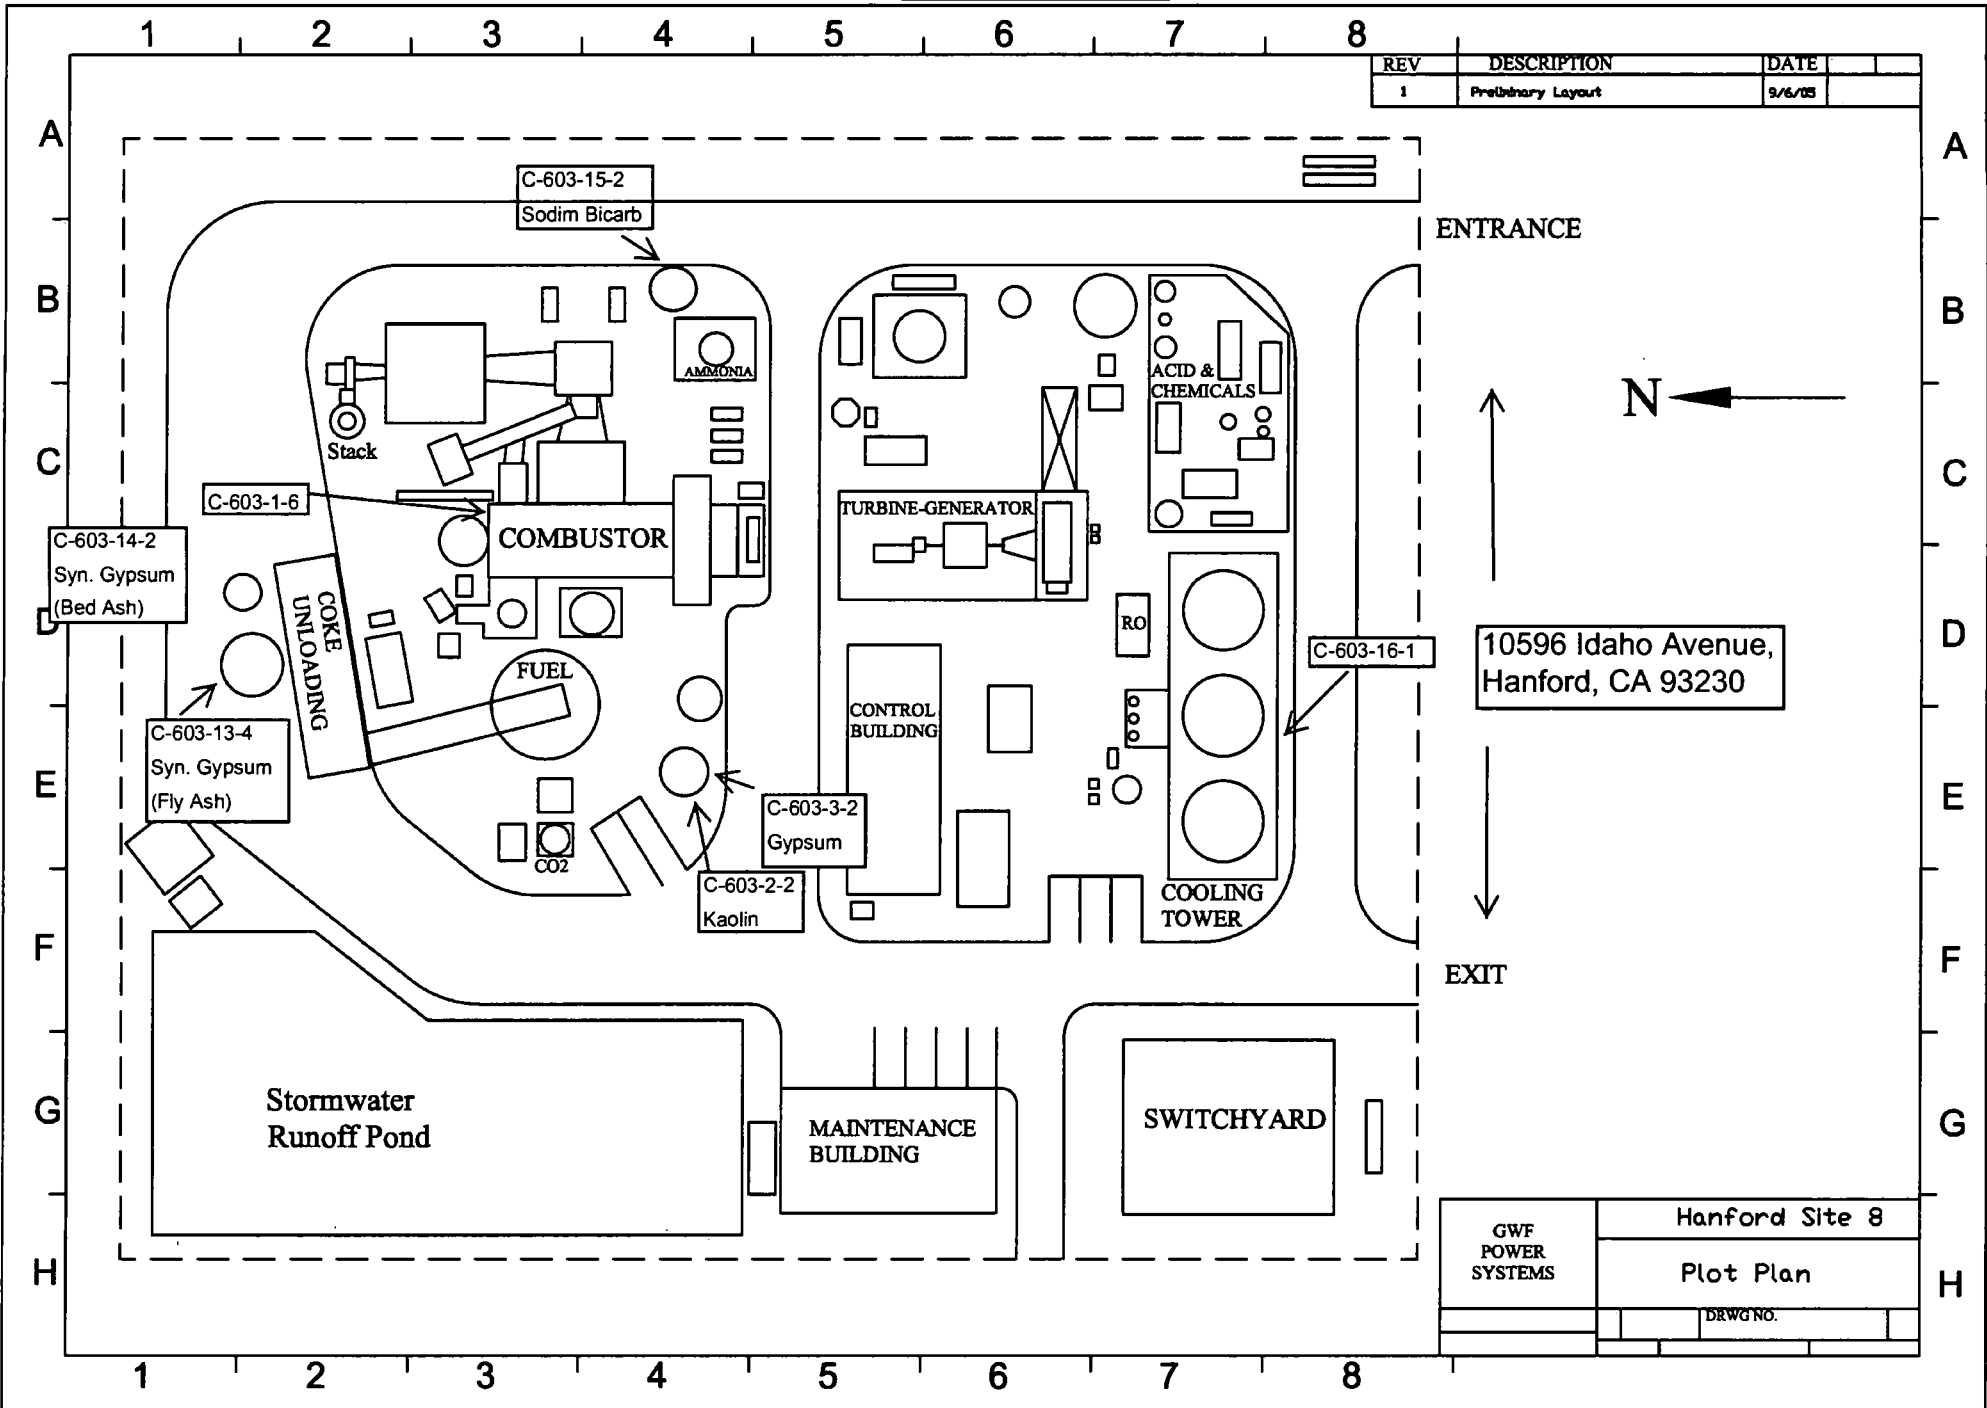 1 2 3 4 5 6 7 8
REV DESCRIPTION DATE
1 Preliminary Layout 9/6/05
A A
C-603-15-2
Sodim Bicarb
ENTRANCE
B B
AMMONIA
ACID &
CHEMICALS
N
Stack
C C
C-603-1-6
TURBINE-GENERATOR
COMBUSTOR
C-603-14-2
Syn. Gypsum
(Bed Ash)
D D
COKE
UNLOADING
RO
C-603-16-1
10596 Idaho Avenue,
Hanford, CA 93230
FUEL
CONTROL
BUILDING
C-603-13-4
Syn. Gypsum
(Fly Ash)
E E
C-603-3-2
Gypsum
CO2
C-603-2-2
Kaolin
COOLING
TOWER
F F
EXIT
Stormwater
Runoff Pond
G G
MAINTENANCE
BUILDING
SWITCHYARD
GWF
POWER
SYSTEMS
Hanford Site 8
Plot Plan
DRWG NO.
H H
1 2 3 4 5 6 7 8